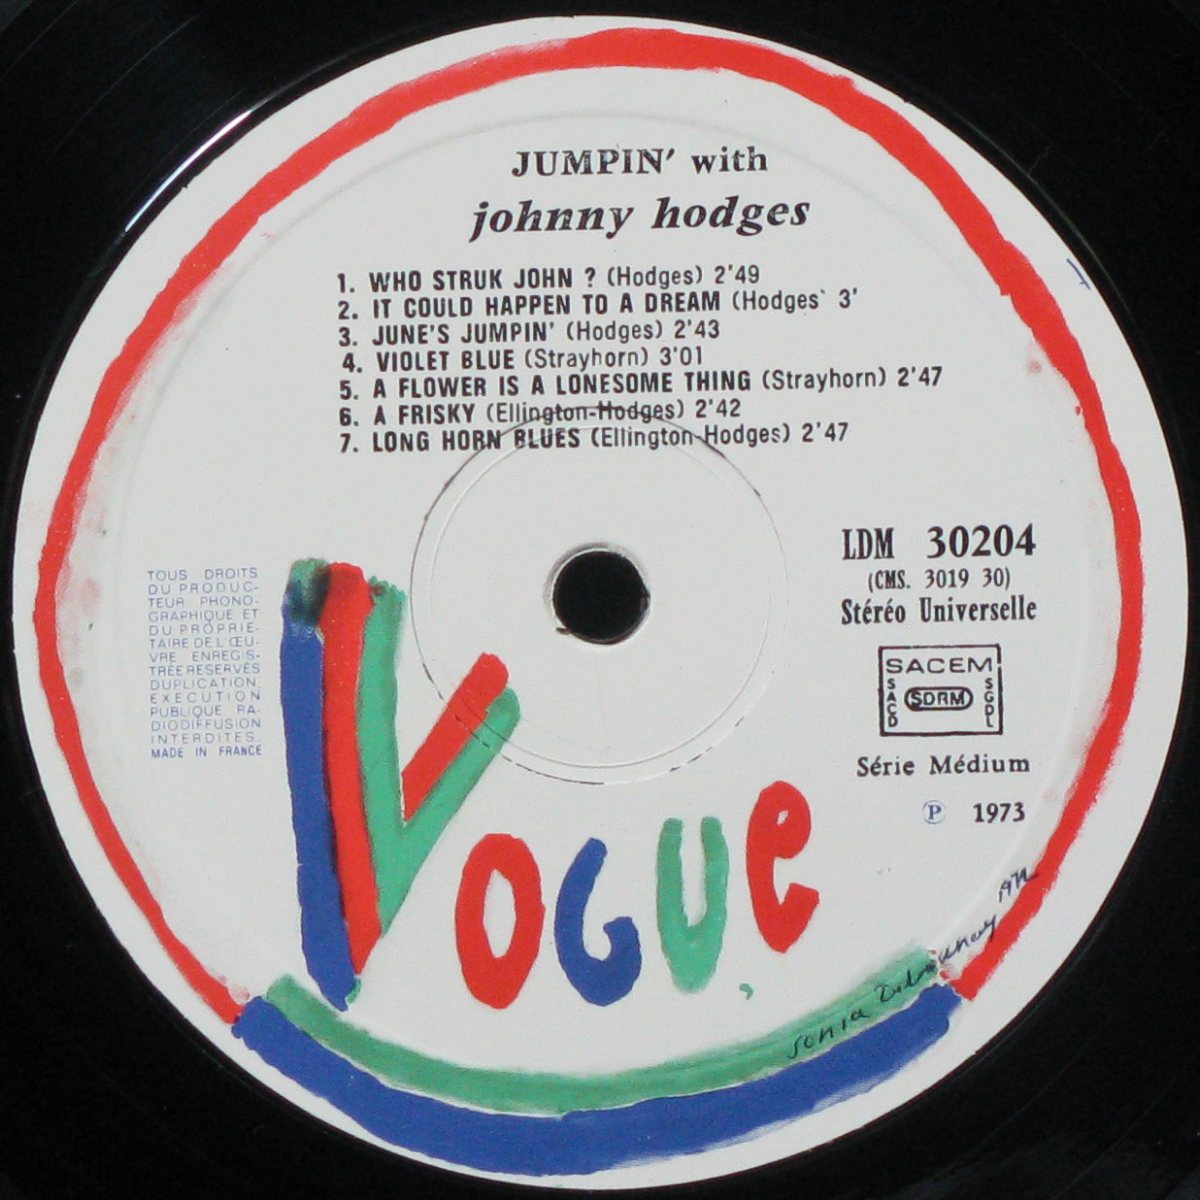 JUMPIN' with
johnny hodges
1. WHO STRUK JOHN ? (Hodges) 2'49
2. IT COULD HAPPEN TO A DREAM (Hodges` 3'
3. JUNE'S JUMPIN' (Hodges) 2'43
4. VIOLET BLUE (Strayhorn) 3'01
5. A FLOWER IS A LONESOME THING (Strayhorn) 2'47
6. A FRISKY (Ellington-Hodges) 2'42
7. LONG HORN BLUES (Ellington-Hodges) 2'47
LDM 30204
(CMS. 3019 30)
Stéréo Universelle
SACEM
SACD SDRM SGDL
Série Médium
Ⓟ 1973
TOUS DROITS
DU PRODUC-
TEUR PHONO-
GRAPHIQUE ET
DU PROPRIE-
TAIRE DE L'ŒU-
VRE ENREGIS-
TRÉE RESERVÉS
DUPLICATION,
EXECUTION
PUBLIQUE RA-
DIODIFFUSION
INTERDITES.
MADE IN FRANCE
VOGUE
sonia Delaunay 1972